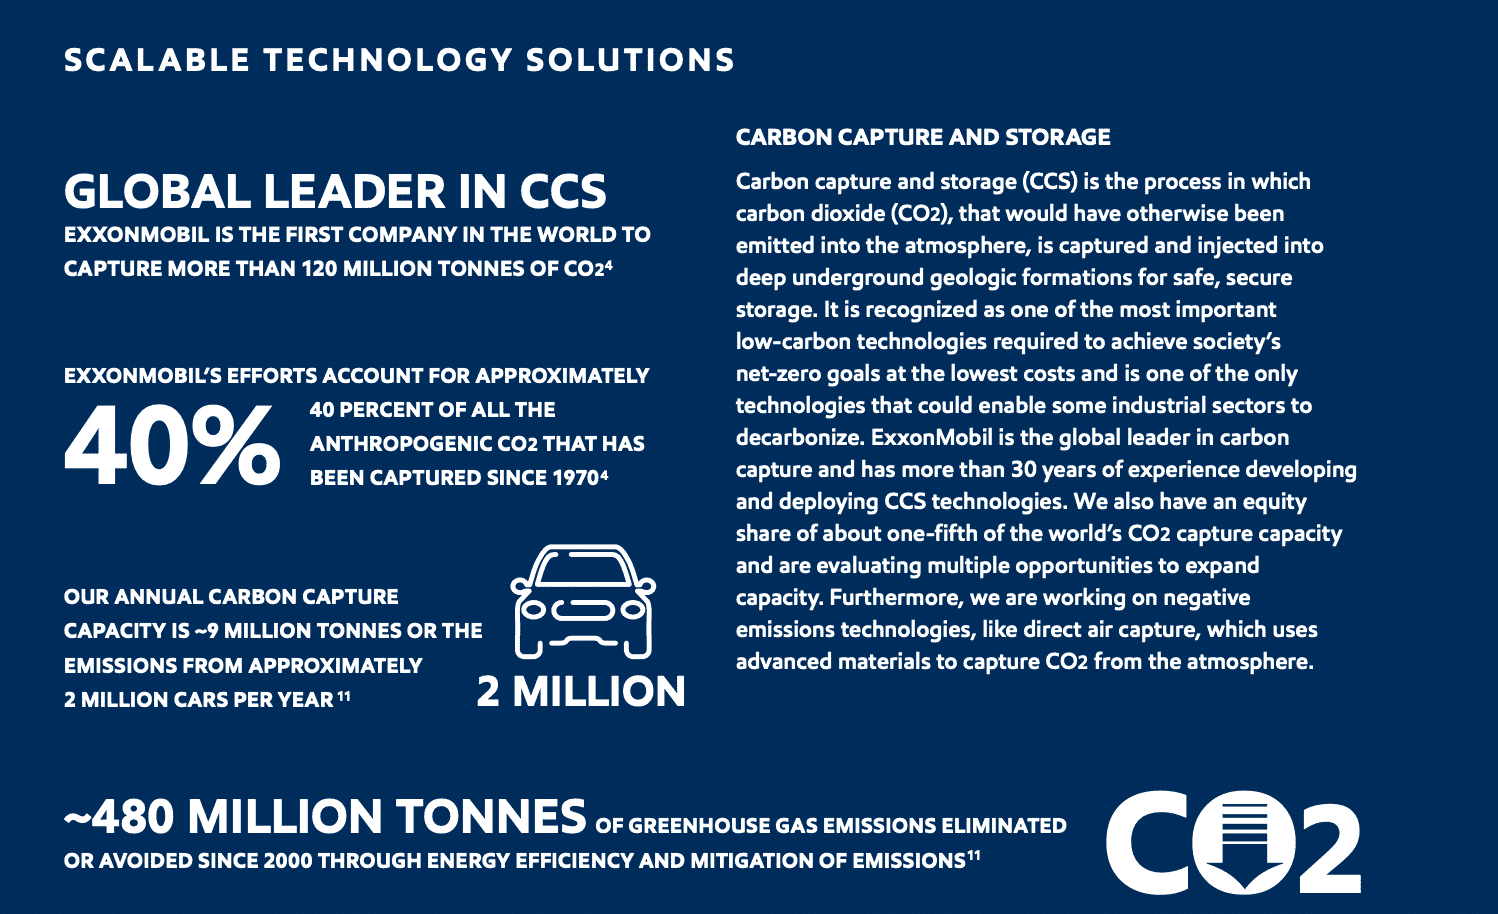 SCALABLE TECHNOLOGY SOLUTIONS
GLOBAL LEADER IN CCS
EXXONMOBIL IS THE FIRST COMPANY IN THE WORLD TO
CAPTURE MORE THAN 120 MILLION TONNES OF CO2⁴
EXXONMOBIL’S EFFORTS ACCOUNT FOR APPROXIMATELY
40%
40 PERCENT OF ALL THE
ANTHROPOGENIC CO2 THAT HAS
BEEN CAPTURED SINCE 1970⁴
OUR ANNUAL CARBON CAPTURE
CAPACITY IS ~9 MILLION TONNES OR THE
EMISSIONS FROM APPROXIMATELY
2 MILLION CARS PER YEAR ¹¹
2 MILLION
CARBON CAPTURE AND STORAGE
Carbon capture and storage (CCS) is the process in which
carbon dioxide (CO2), that would have otherwise been
emitted into the atmosphere, is captured and injected into
deep underground geologic formations for safe, secure
storage. It is recognized as one of the most important
low-carbon technologies required to achieve society’s
net-zero goals at the lowest costs and is one of the only
technologies that could enable some industrial sectors to
decarbonize. ExxonMobil is the global leader in carbon
capture and has more than 30 years of experience developing
and deploying CCS technologies. We also have an equity
share of about one-fifth of the world’s CO2 capture capacity
and are evaluating multiple opportunities to expand
capacity. Furthermore, we are working on negative
emissions technologies, like direct air capture, which uses
advanced materials to capture CO2 from the atmosphere.
~480 MILLION TONNES OF GREENHOUSE GAS EMISSIONS ELIMINATED
OR AVOIDED SINCE 2000 THROUGH ENERGY EFFICIENCY AND MITIGATION OF EMISSIONS¹¹
CO2